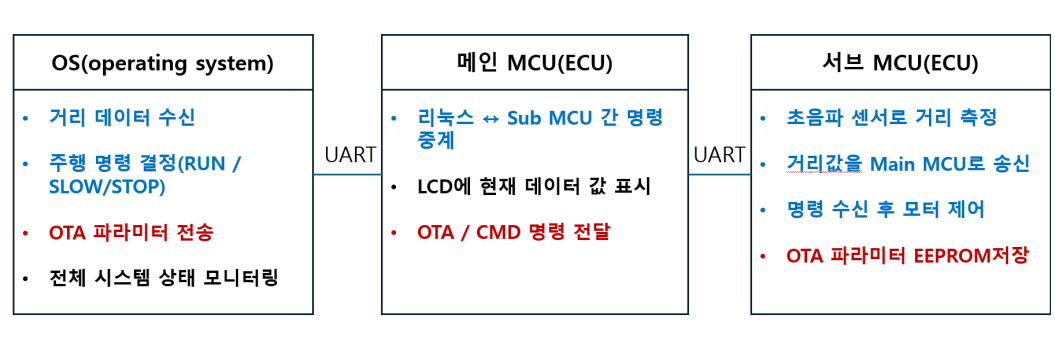 OS(operating system)
• 거리 데이터 수신
• 주행 명령 결정(RUN /
SLOW/STOP)
• OTA 파라미터 전송
• 전체 시스템 상태 모니터링
UART
메인 MCU(ECU)
• 리눅스 ↔ Sub MCU 간 명령
중계
• LCD에 현재 데이터 값 표시
• OTA / CMD 명령 전달
UART
서브 MCU(ECU)
• 초음파 센서로 거리 측정
• 거리값을 Main MCU로 송신
• 명령 수신 후 모터 제어
• OTA 파라미터 EEPROM저장